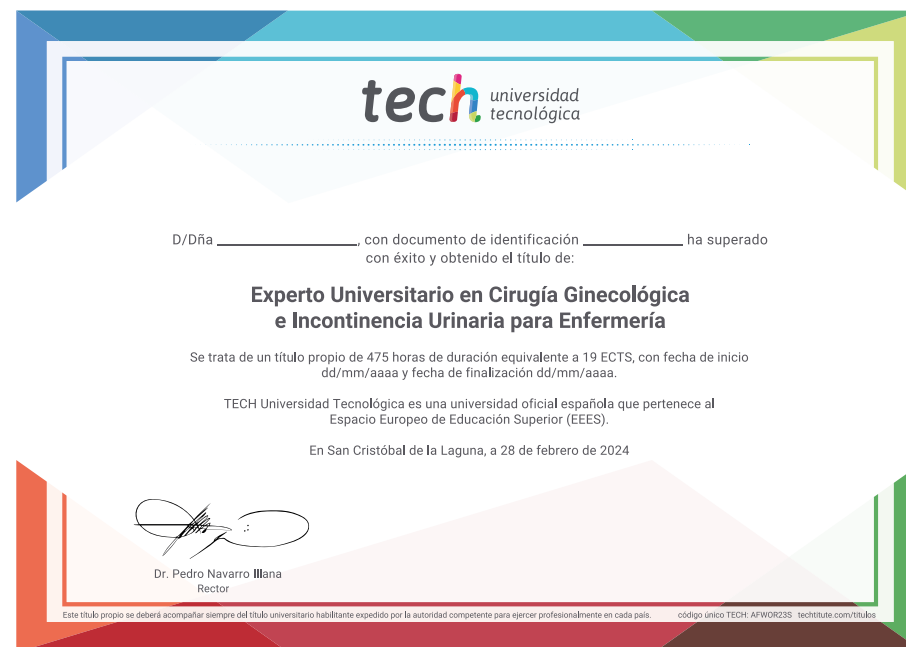 tech universidad
tecnológica
D/Dña ________________, con documento de identificación ____________ ha superado
con éxito y obtenido el título de:
Experto Universitario en Cirugía Ginecológica
e Incontinencia Urinaria para Enfermería
Se trata de un título propio de 475 horas de duración equivalente a 19 ECTS, con fecha de inicio
dd/mm/aaaa y fecha de finalización dd/mm/aaaa.
TECH Universidad Tecnológica es una universidad oficial española que pertenece al
Espacio Europeo de Educación Superior (EEES).
En San Cristóbal de la Laguna, a 28 de febrero de 2024
Dr. Pedro Navarro Illana
Rector
Este título propio se deberá acompañar siempre del título universitario habilitante expedido por la autoridad competente para ejercer profesionalmente en cada país. código único TECH: AFWOR23S techtitute.com/titulos